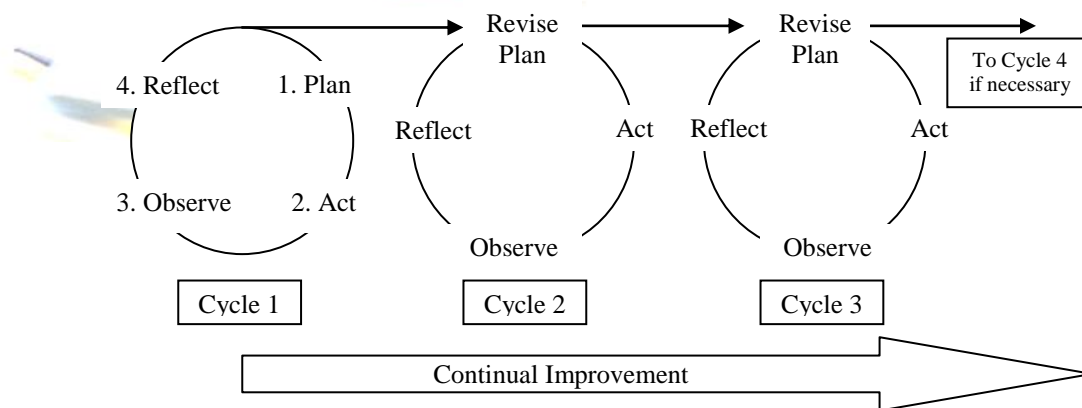 4. Reflect
1. Plan
3. Observe
2. Act
Cycle 1
Revise
Plan
Reflect
Act
Observe
Cycle 2
Revise
Plan
Reflect
Act
Observe
Cycle 3
To Cycle 4
if necessary
Continual Improvement